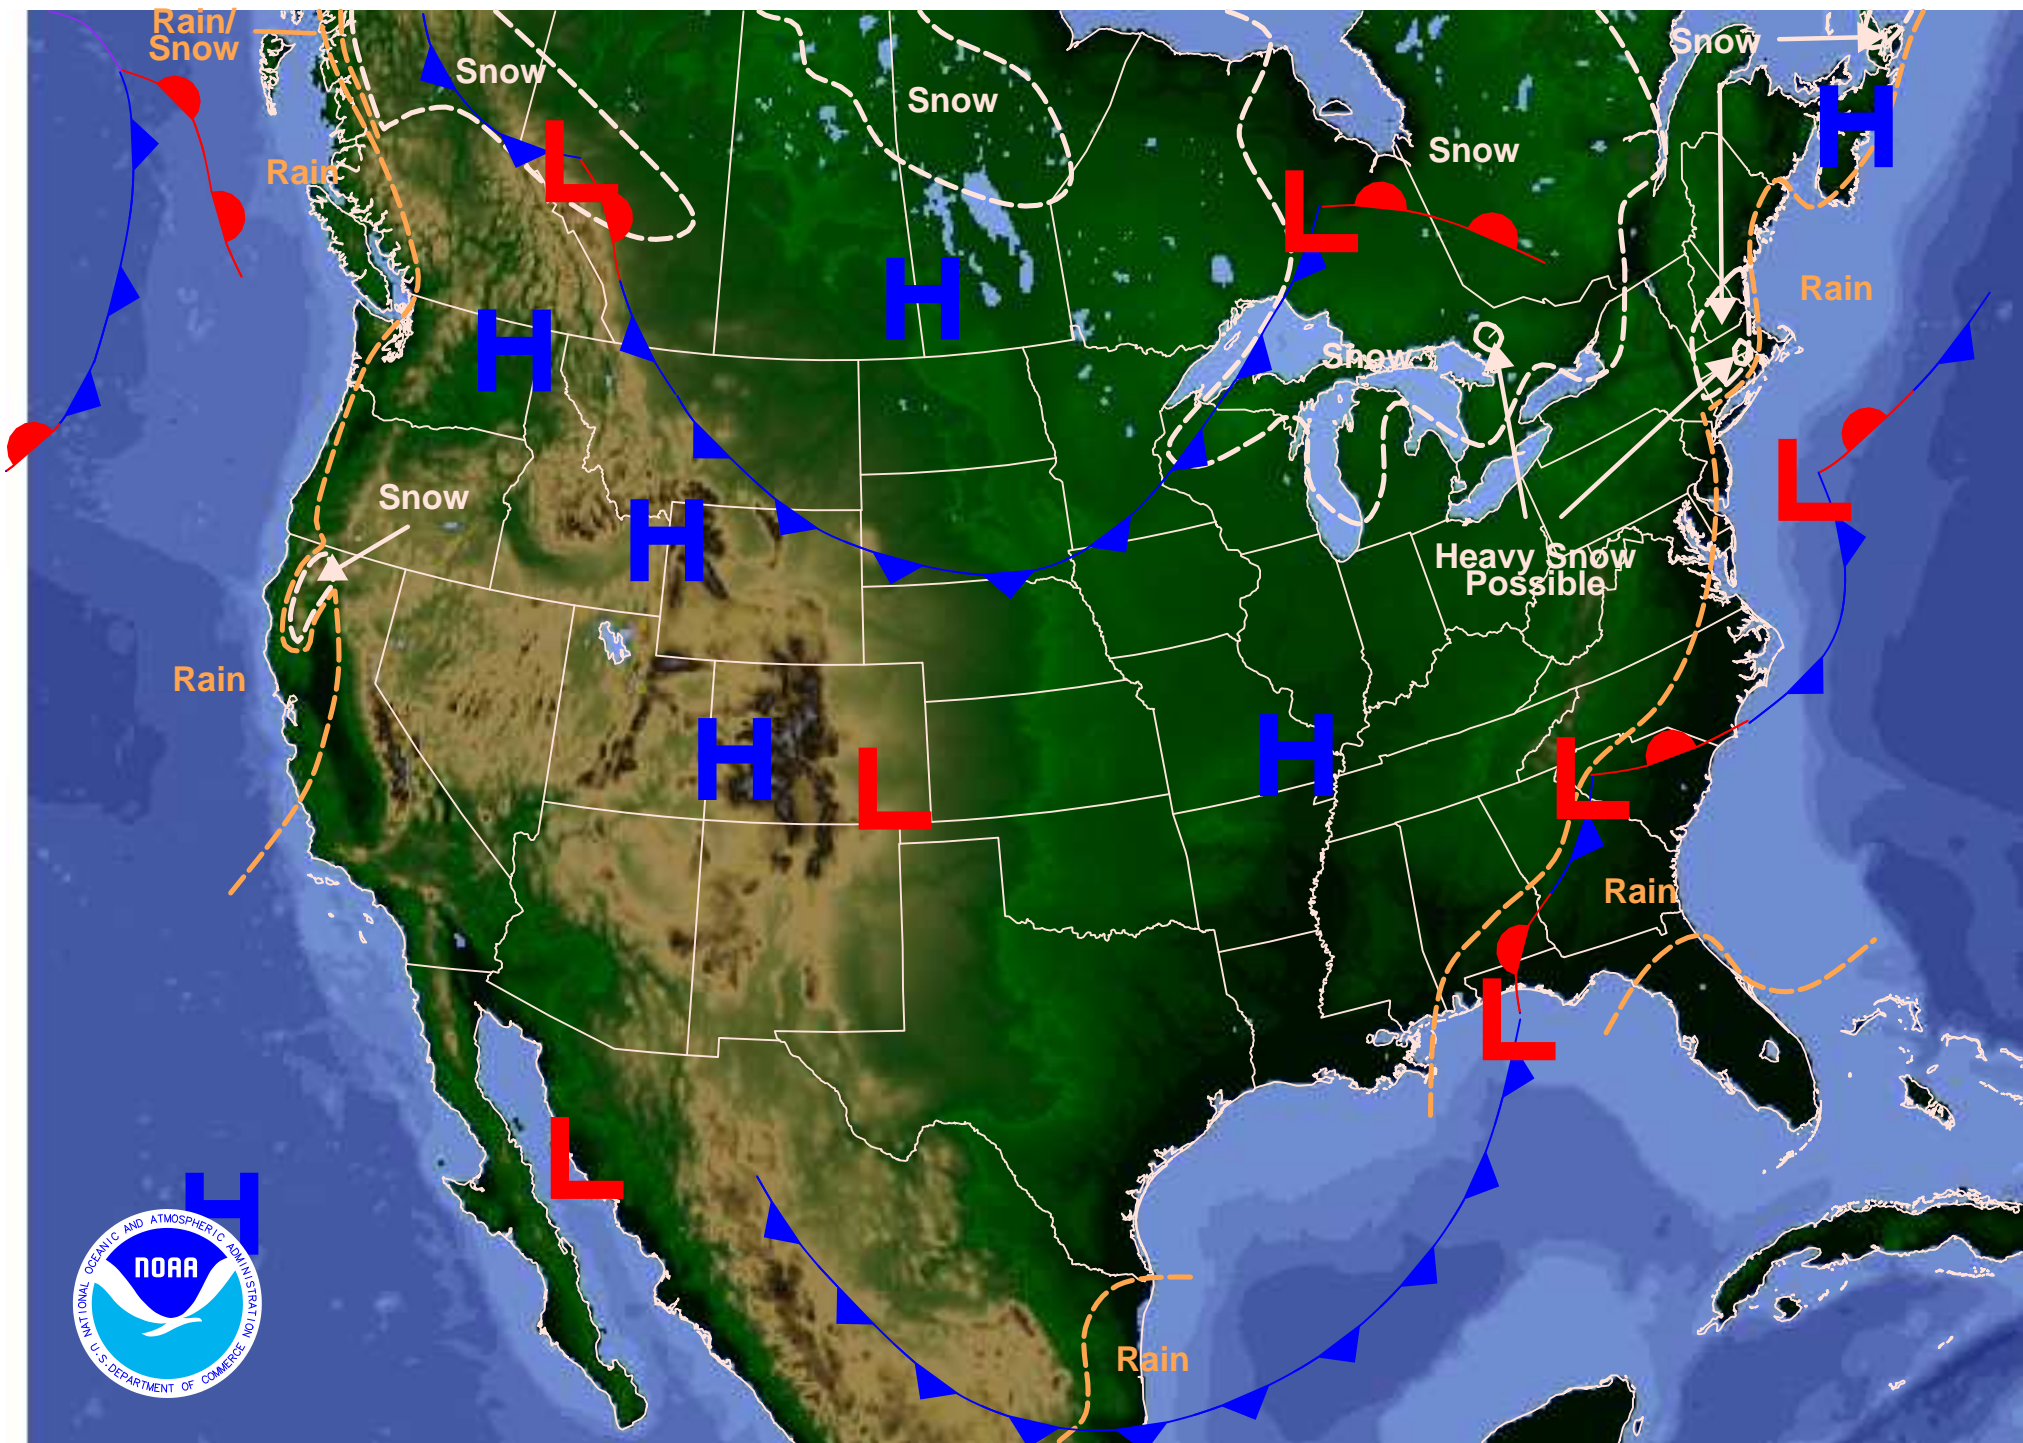 Rain/
Snow
Snow
Snow
Snow
Snow
H
L
Rain
L
H
Rain
H
H
Snow
L
Snow
H
Heavy Snow
Possible
Rain
H
L
H
L
Rain
L
L
H
NATIONAL OCEANIC AND ATMOSPHERIC ADMINISTRATION
NOAA
U.S. DEPARTMENT OF COMMERCE
Rain